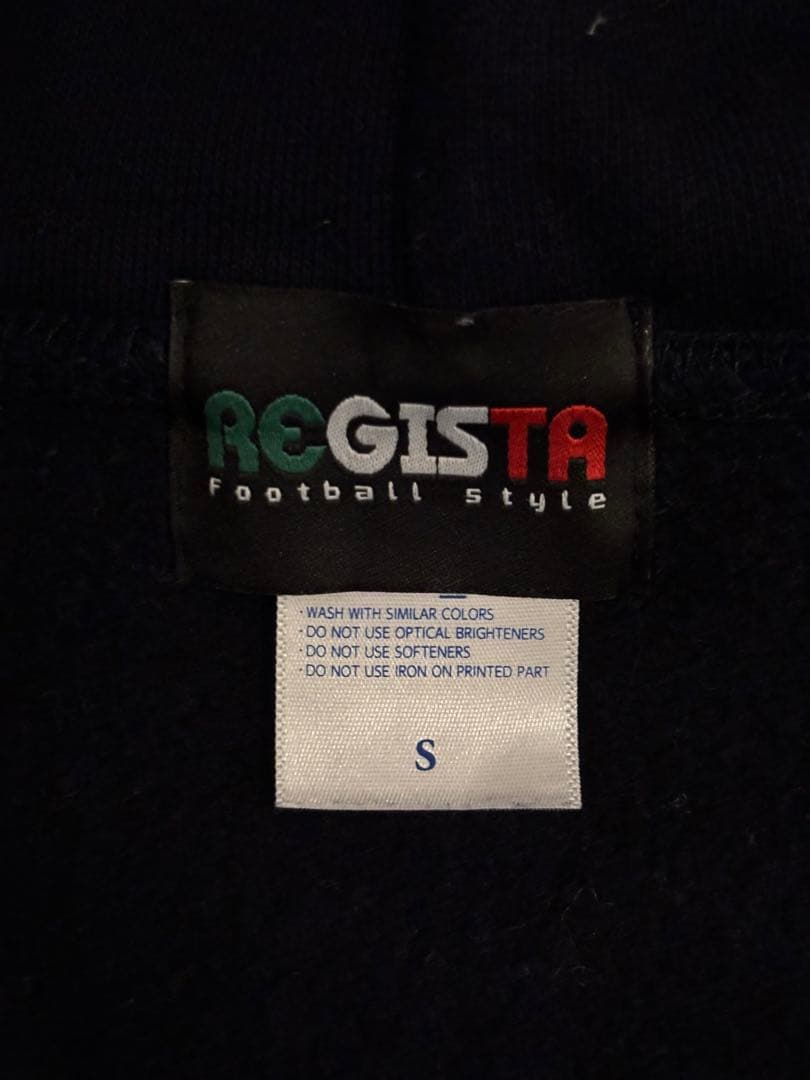 REGISTA
Football Style
·WASH WITH SIMILAR COLORS
·DO NOT USE OPTICAL BRIGHTENERS
·DO NOT USE SOFTENERS
·DO NOT USE IRON ON PRINTED PART
S